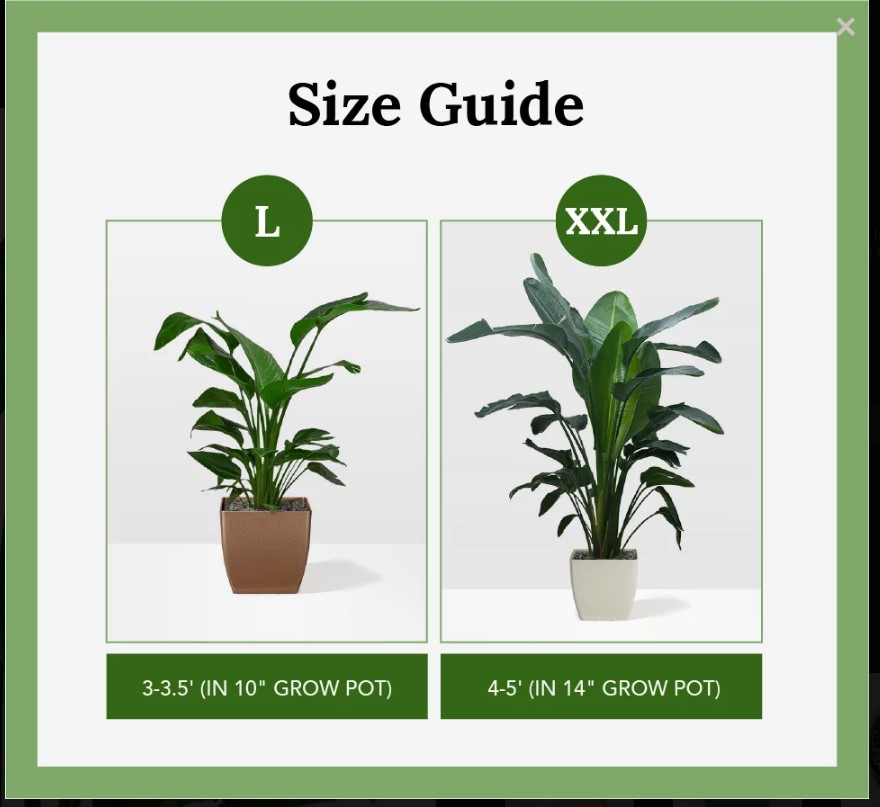 Size Guide
L
XXL
3-3.5' (IN 10" GROW POT)
4-5' (IN 14" GROW POT)